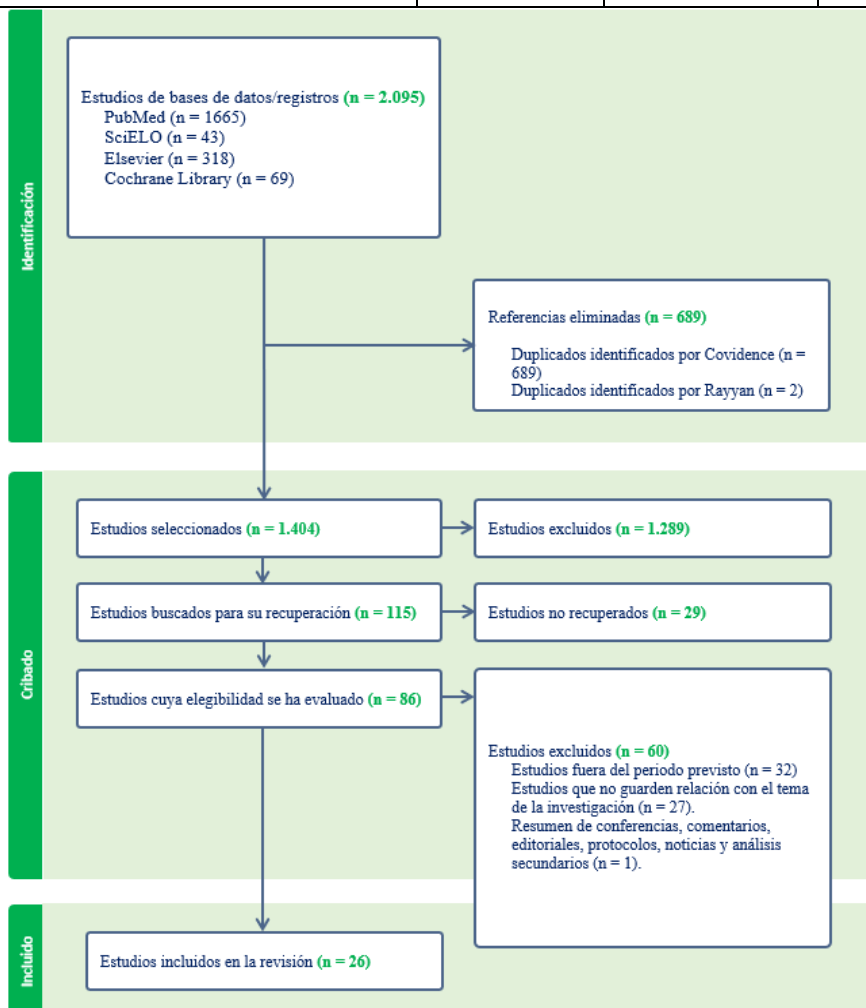 Identificación
Estudios de bases de datos/registros (n = 2.095)
PubMed (n = 1665)
SciELO (n = 43)
Elsevier (n = 318)
Cochrane Library (n = 69)
Referencias eliminadas (n = 689)
Duplicados identificados por Covidence (n =
689)
Duplicados identificados por Rayyan (n = 2)
Cribado
Estudios seleccionados (n = 1.404)
Estudios excluidos (n = 1.289)
Estudios buscados para su recuperación (n = 115)
Estudios no recuperados (n = 29)
Estudios cuya elegibilidad se ha evaluado (n = 86)
Estudios excluidos (n = 60)
Estudios fuera del periodo previsto (n = 32)
Estudios que no guarden relación con el tema
de la investigación (n = 27).
Resumen de conferencias, comentarios,
editoriales, protocolos, noticias y análisis
secundarios (n = 1).
Incluido
Estudios incluidos en la revisión (n = 26)